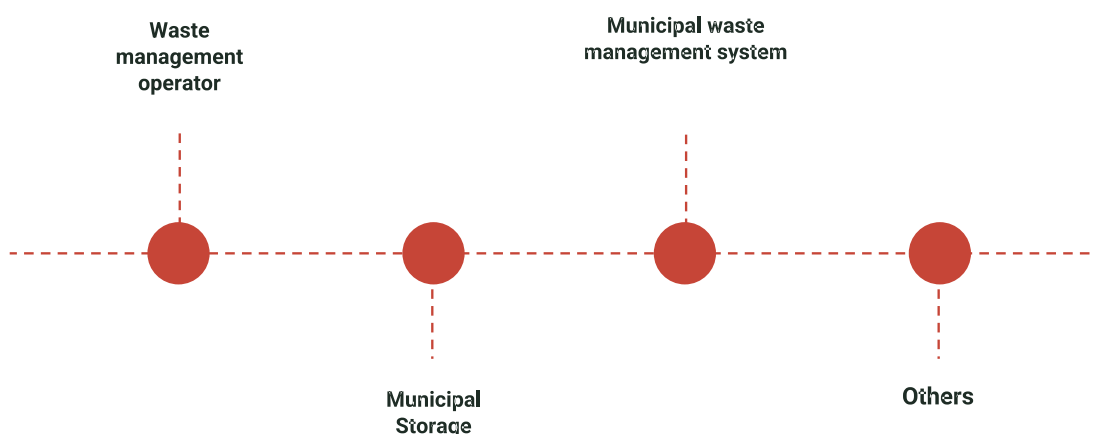 Waste
management
operator
Municipal waste
management system
Municipal
Storage
Others